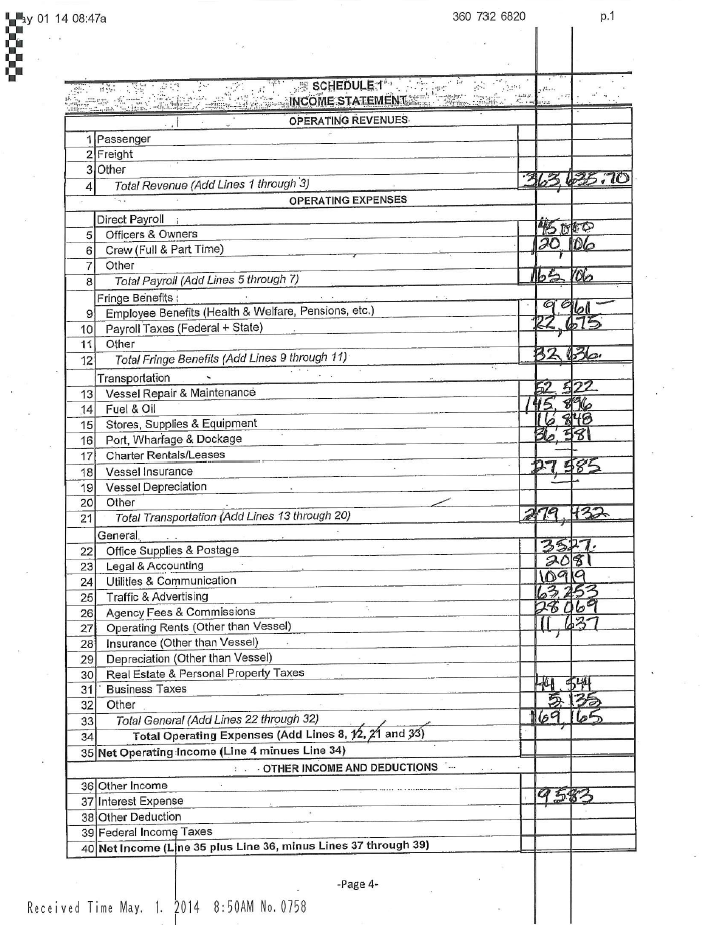 ay 01 14 08:47a 360 732 6820 p.1
SCHEDULE 1
INCOME STATEMENT
OPERATING REVENUES
1 Passenger
2 Freight
3 Other
4 Total Revenue (Add Lines 1 through 3) 363,635.70
OPERATING EXPENSES
Direct Payroll
5 Officers & Owners 45,000
6 Crew (Full & Part Time)
7 Other
8 Total Payroll (Add Lines 5 through 7) 165 106
Fringe Benefits:
9 Employee Benefits (Health & Welfare, Pensions, etc.) 9 961 —
10 Payroll Taxes (Federal + State) 22,675
11 Other
12 Total Fringe Benefits (Add Lines 9 through 11) 32,636.
Transportation
13 Vessel Repair & Maintenance 52 522
14 Fuel & Oil 145,896
15 Stores, Supplies & Equipment 16 848
16 Port, Wharfage & Dockage 36,581
17 Charter Rentals/Leases —
18 Vessel Insurance 27,585
19 Vessel Depreciation —
20 Other
21 Total Transportation (Add Lines 13 through 20) 279,432
General
22 Office Supplies & Postage 3527.
23 Legal & Accounting 2081
24 Utilities & Communication 10919
25 Traffic & Advertising 63,253
26 Agency Fees & Commissions 28 069
27 Operating Rents (Other than Vessel) 11,637
28 Insurance (Other than Vessel)
29 Depreciation (Other than Vessel)
30 Real Estate & Personal Property Taxes
31 Business Taxes 44,544
32 Other 5,135
33 Total General (Add Lines 22 through 32) 169,165
34 Total Operating Expenses (Add Lines 8, 12, 21 and 33)
35 Net Operating Income (Line 4 minues Line 34)
OTHER INCOME AND DEDUCTIONS
36 Other Income
37 Interest Expense 9583
38 Other Deduction
39 Federal Income Taxes
40 Net Income (Line 35 plus Line 36, minus Lines 37 through 39)
-Page 4-
Received Time May. 1. 2014 8:50AM No. 0758